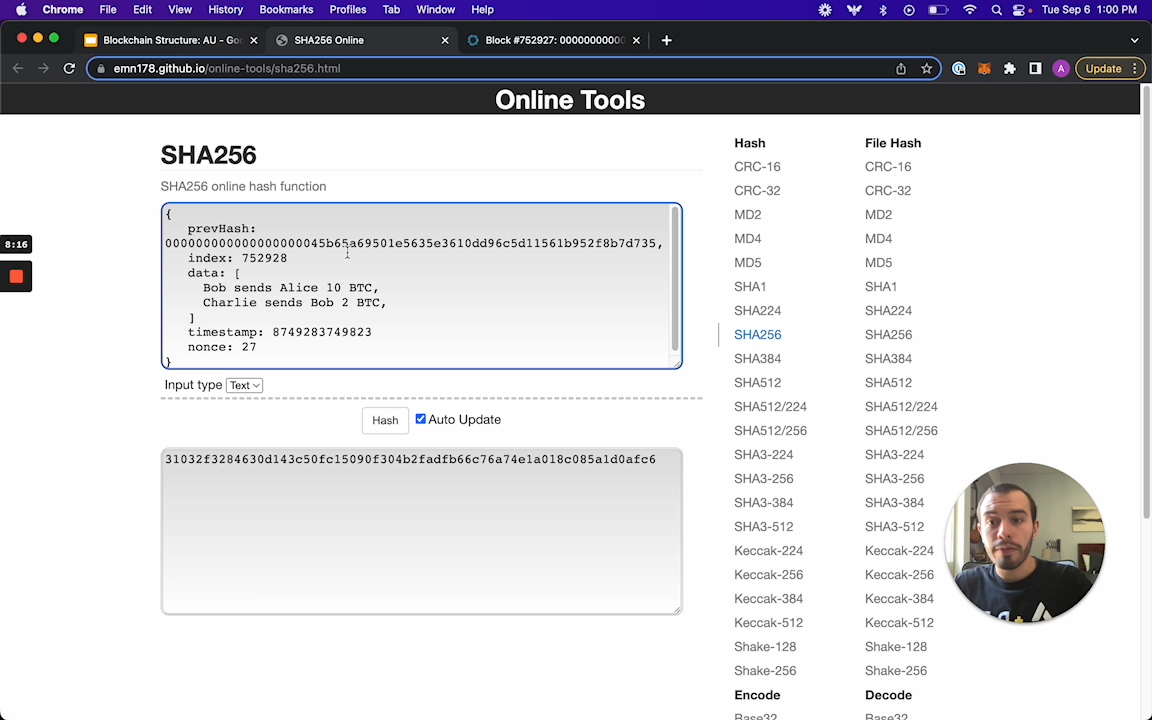 Chrome File Edit View History Bookmarks Profiles Tab Window Help Tue Sep 6 1:00 PM
Blockchain Structure: AU - Goo SHA256 Online Block #752927: 00000000000
emn178.github.io/online-tools/sha256.html A Update
Online Tools
SHA256
SHA256 online hash function
{
prevHash:
0000000000000000000045b65a69501e5635e3610dd96c5d11561b952f8b7d735,
index: 752928
data: [
Bob sends Alice 10 BTC,
Charlie sends Bob 2 BTC,
]
timestamp: 8749283749823
nonce: 27
}
Input type Text
Hash Auto Update
31032f3284630d143c50fc15090f304b2fadfb66c76a74e1a018c085a1d0afc6
8:16
Hash File Hash
CRC-16 CRC-16
CRC-32 CRC-32
MD2 MD2
MD4 MD4
MD5 MD5
SHA1 SHA1
SHA224 SHA224
SHA256 SHA256
SHA384 SHA384
SHA512 SHA512
SHA512/224 SHA512/224
SHA512/256 SHA512/256
SHA3-224 SHA3-224
SHA3-256 SHA3-256
SHA3-384 SHA3-384
SHA3-512 SHA3-512
Keccak-224 Keccak-224
Keccak-256 Keccak-256
Keccak-384 Keccak-384
Keccak-512 Keccak-512
Shake-128 Shake-128
Shake-256 Shake-256
Encode Decode
Base32 Base32